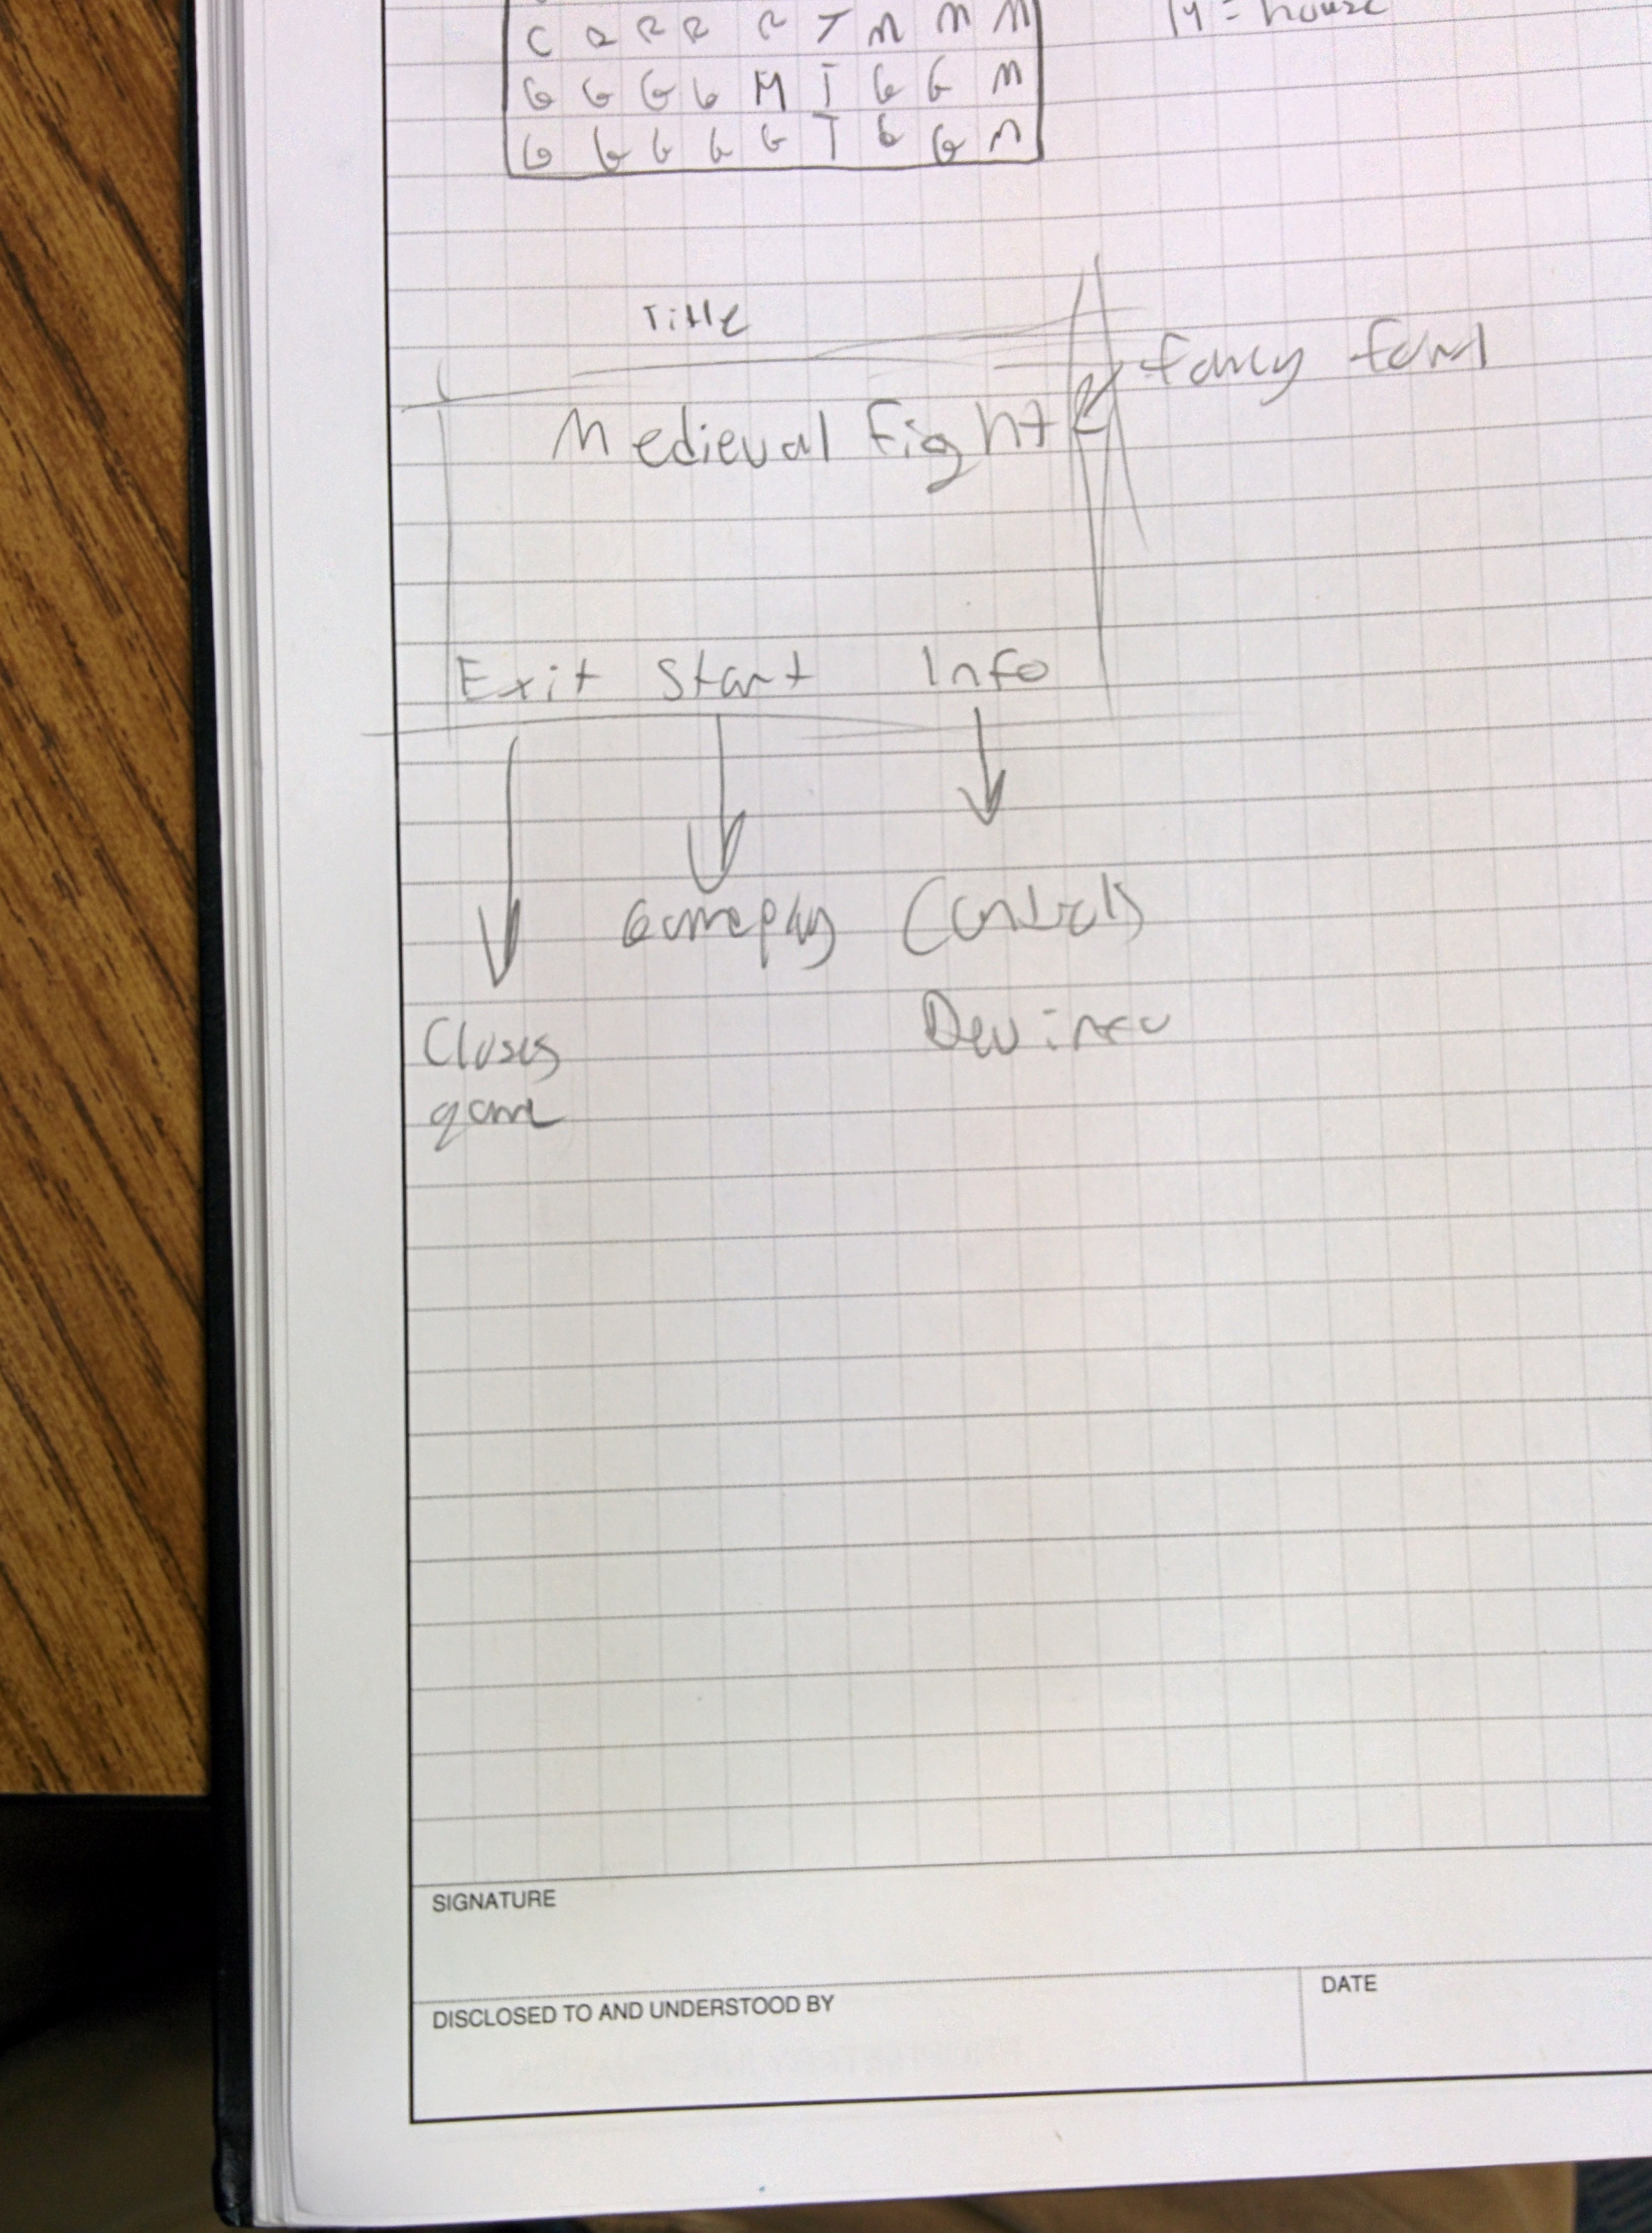 C R R R R T M M M
G G G G H T G G M
G G G G G T G G M
H = house
Title
fancy font
Medieval Fight
Exit Start Info
Gameplay Controls
Closes Dev info
game
SIGNATURE
DISCLOSED TO AND UNDERSTOOD BY
DATE